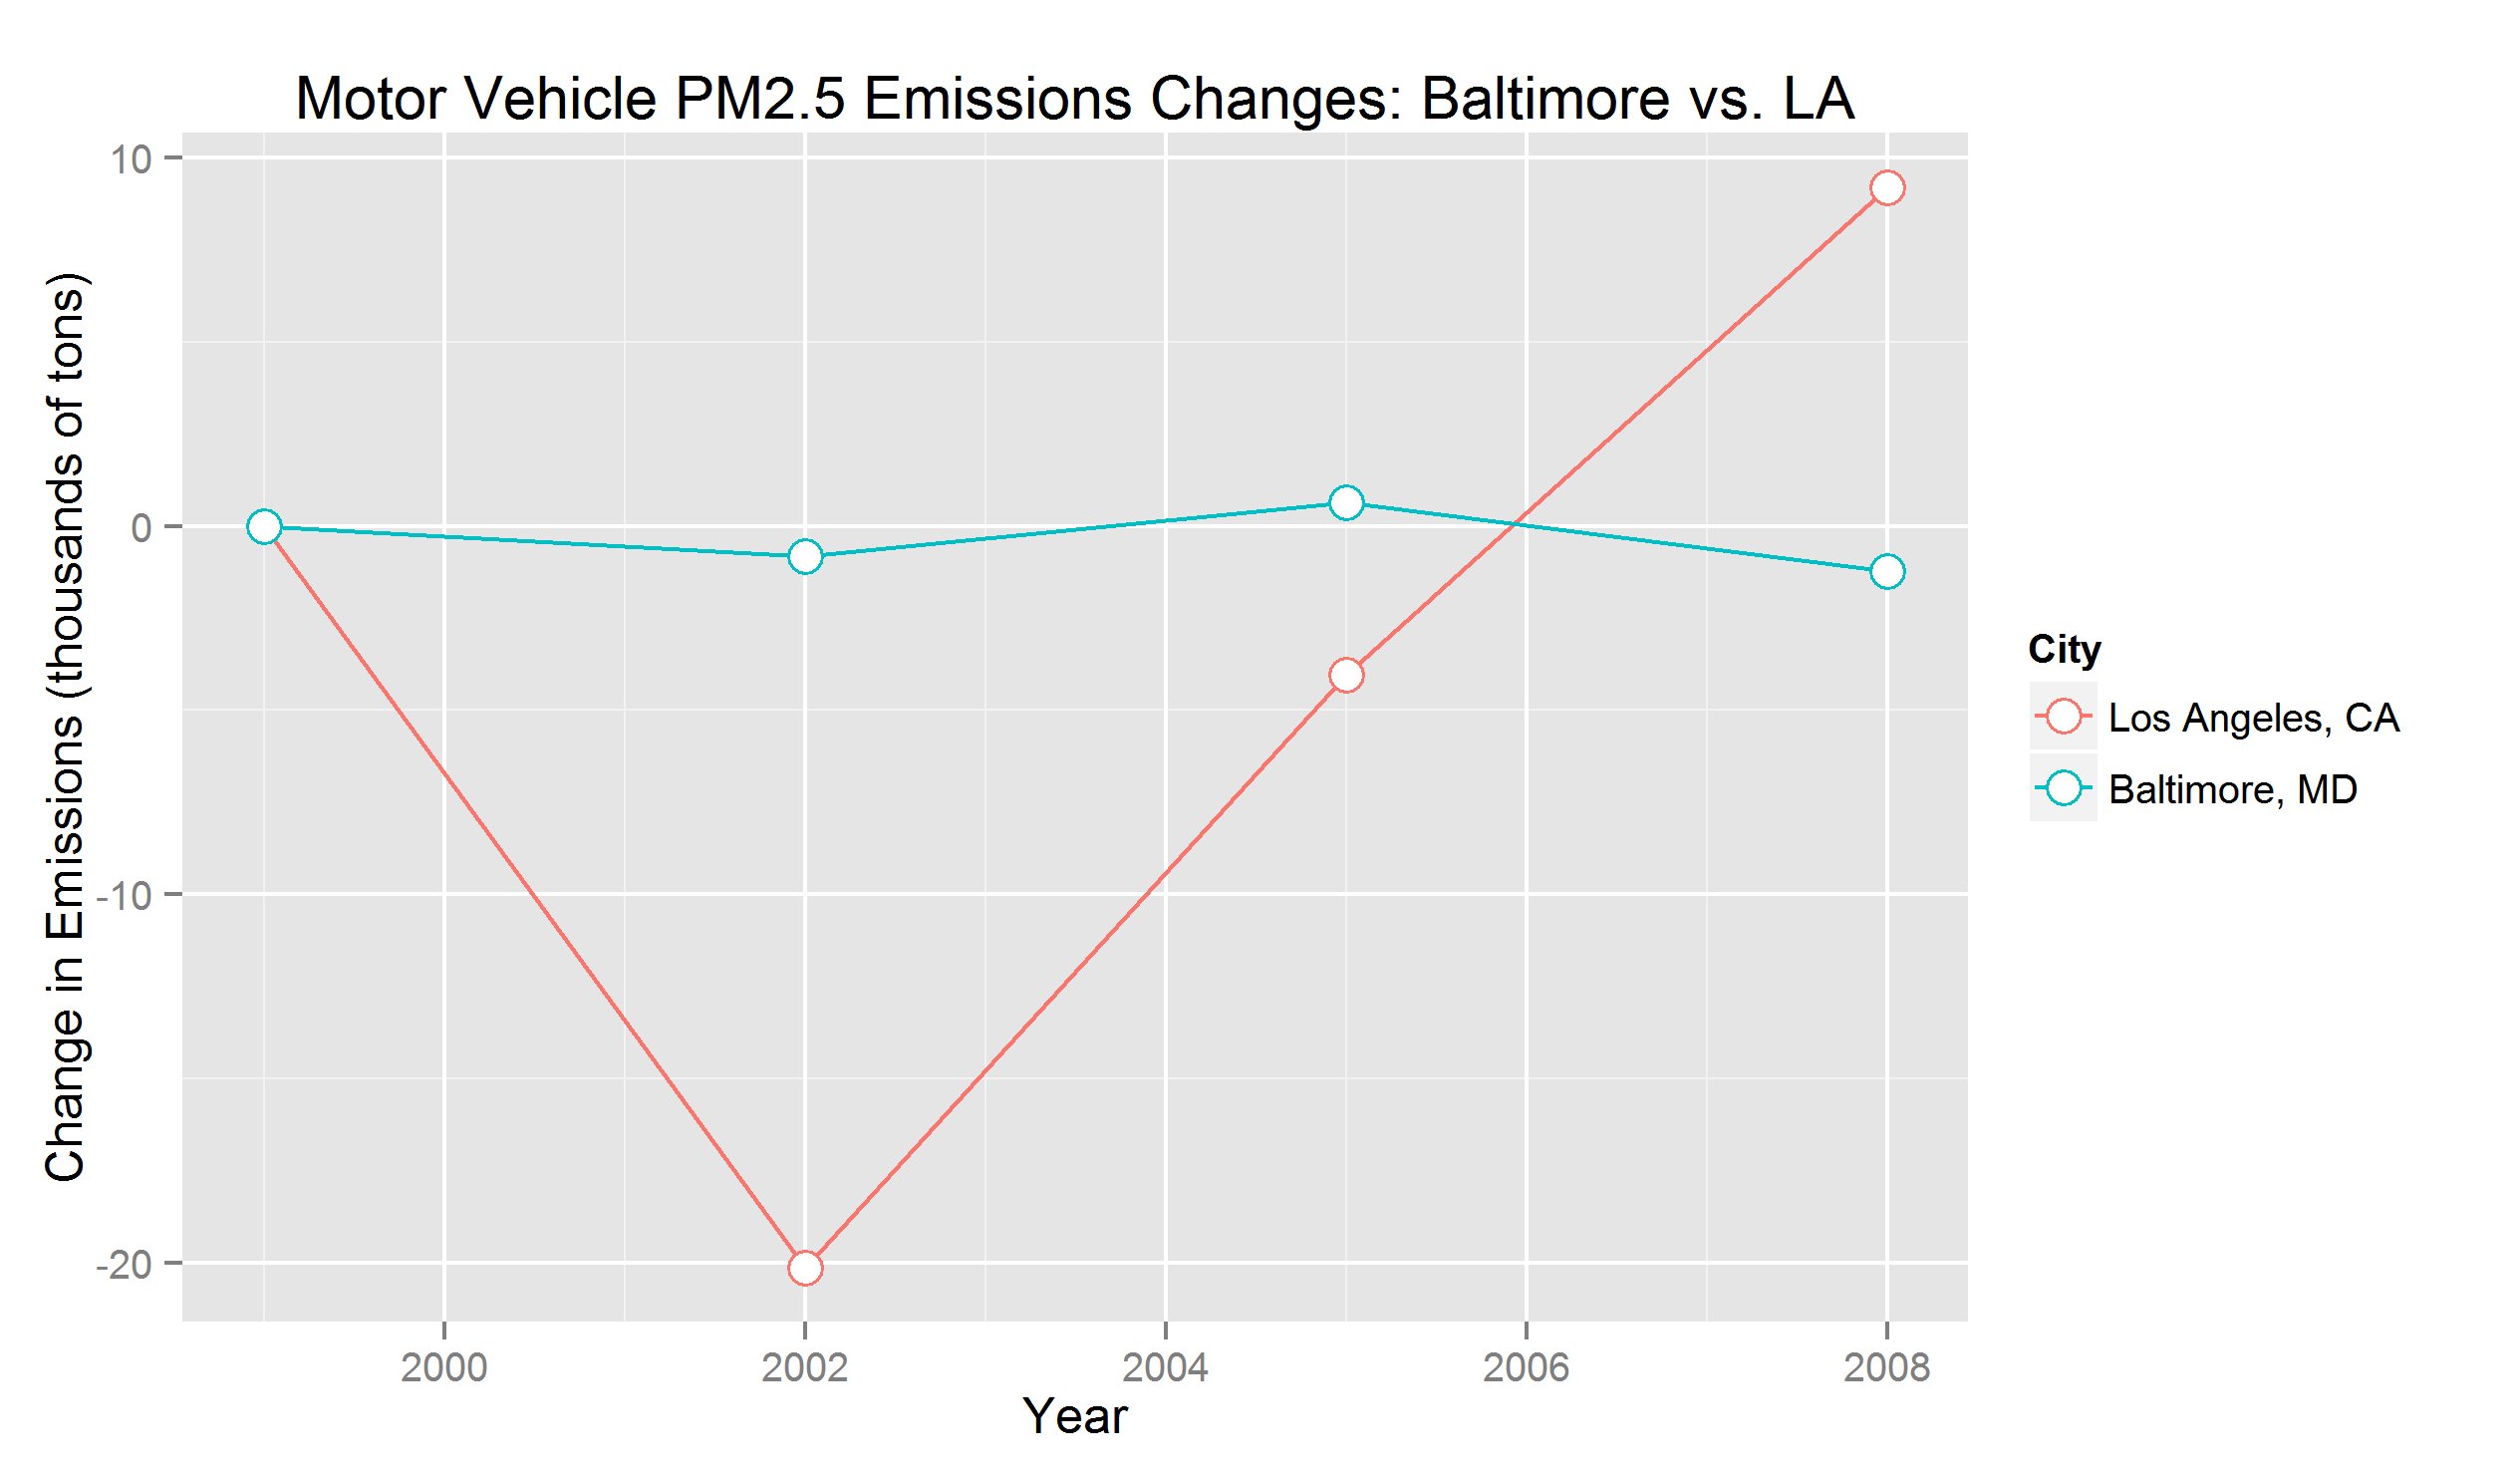 Motor Vehicle PM2.5 Emissions Changes: Baltimore vs. LA
Change in Emissions (thousands of tons)
10
0
-10
-20
2000 2002 2004 2006 2008
Year
City
Los Angeles, CA
Baltimore, MD